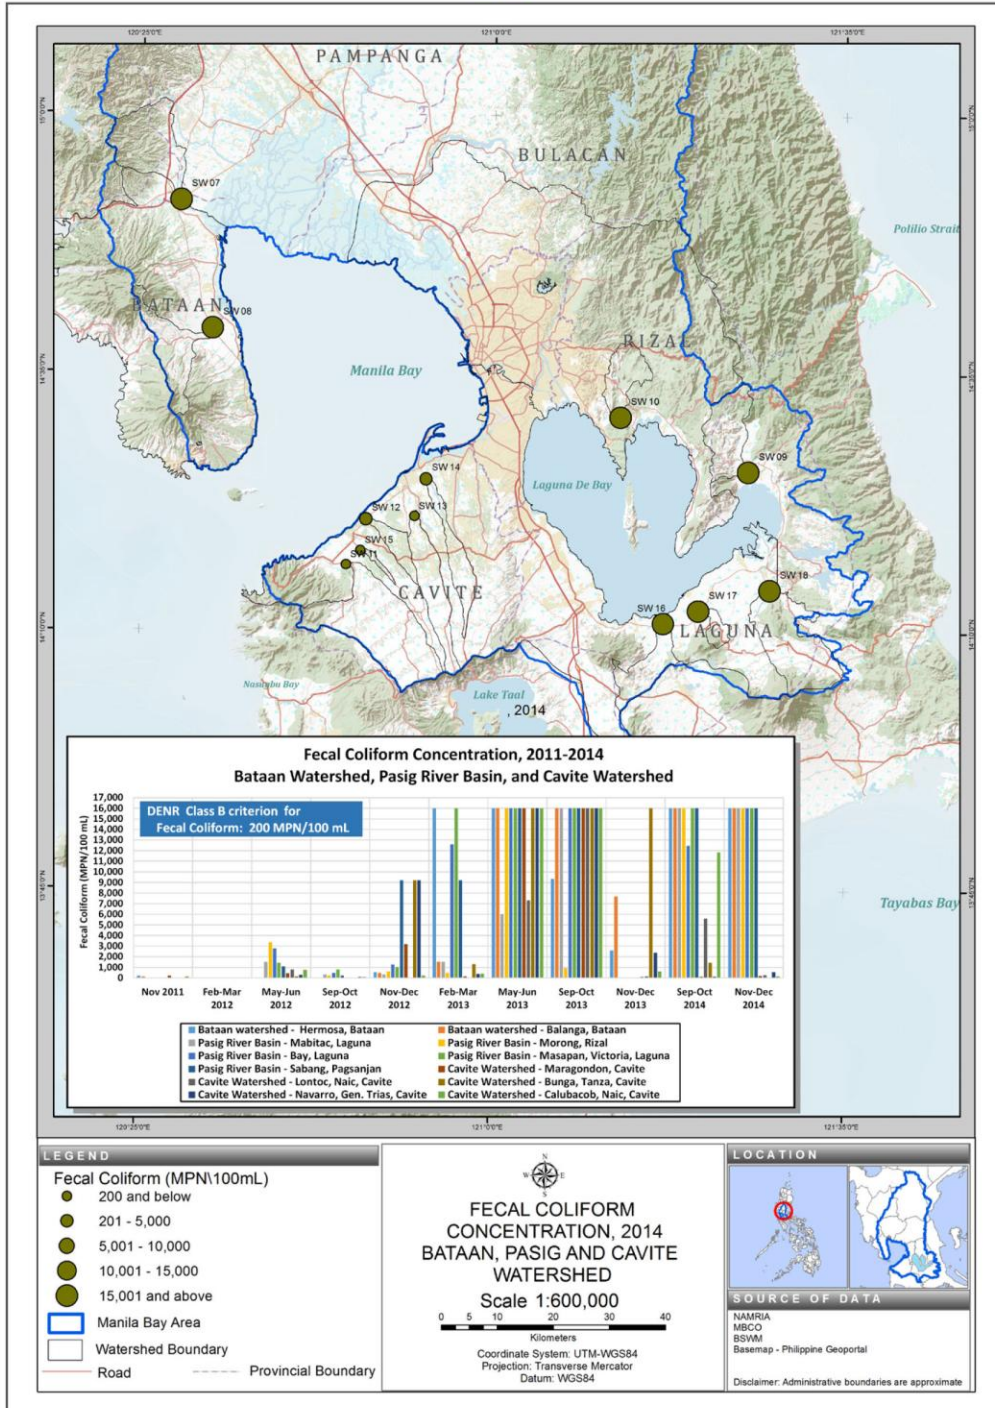 120°25'0"E
121°0'0"E
121°35'0"E
PAMPANGA
15°0'0"N
BULACAN
SW 07
Polilio Strait
BATAAN
SW 08
RIZAL
14°35'0"N
Manila Bay
SW 10
SW 09
SW 14
Laguna De Bay
SW 12
SW 13
SW 15
SW 11
CAVITE
SW 18
SW 17
SW 16
LAGUNA
14°10'0"N
Nasugbu Bay
Lake Taal
, 2014
13°45'0"N
Tayabas Bay
Fecal Coliform Concentration, 2011-2014
Bataan Watershed, Pasig River Basin, and Cavite Watershed
DENR Class B criterion for
Fecal Coliform: 200 MPN/100 mL
Fecal Coliform (MPN/100 mL)
17,000
16,000
15,000
14,000
13,000
12,000
11,000
10,000
9,000
8,000
7,000
6,000
5,000
4,000
3,000
2,000
1,000
0
Nov 2011
Feb-Mar 2012
May-Jun 2012
Sep-Oct 2012
Nov-Dec 2012
Feb-Mar 2013
May-Jun 2013
Sep-Oct 2013
Nov-Dec 2013
Sep-Oct 2014
Nov-Dec 2014
Bataan watershed - Hermosa, Bataan
Bataan watershed - Balanga, Bataan
Pasig River Basin - Mabitac, Laguna
Pasig River Basin - Morong, Rizal
Pasig River Basin - Bay, Laguna
Pasig River Basin - Masapan, Victoria, Laguna
Pasig River Basin - Sabang, Pagsanjan
Cavite Watershed - Maragondon, Cavite
Cavite Watershed - Lontoc, Naic, Cavite
Cavite Watershed - Bunga, Tanza, Cavite
Cavite Watershed - Navarro, Gen. Trias, Cavite
Cavite Watershed - Calubacob, Naic, Cavite
120°25'0"E
121°0'0"E
121°35'0"E
LEGEND
Fecal Coliform (MPN\100mL)
200 and below
201 - 5,000
5,001 - 10,000
10,001 - 15,000
15,001 and above
Manila Bay Area
Watershed Boundary
Road
Provincial Boundary
N
W E
S
FECAL COLIFORM
CONCENTRATION, 2014
BATAAN, PASIG AND CAVITE
WATERSHED
Scale 1:600,000
0 5 10 20 30 40
Kilometers
Coordinate System: UTM-WGS84
Projection: Transverse Mercator
Datum: WGS84
LOCATION
SOURCE OF DATA
NAMRIA
MBCO
BSWM
Basemap - Philippine Geoportal
Disclaimer: Administrative boundaries are approximate